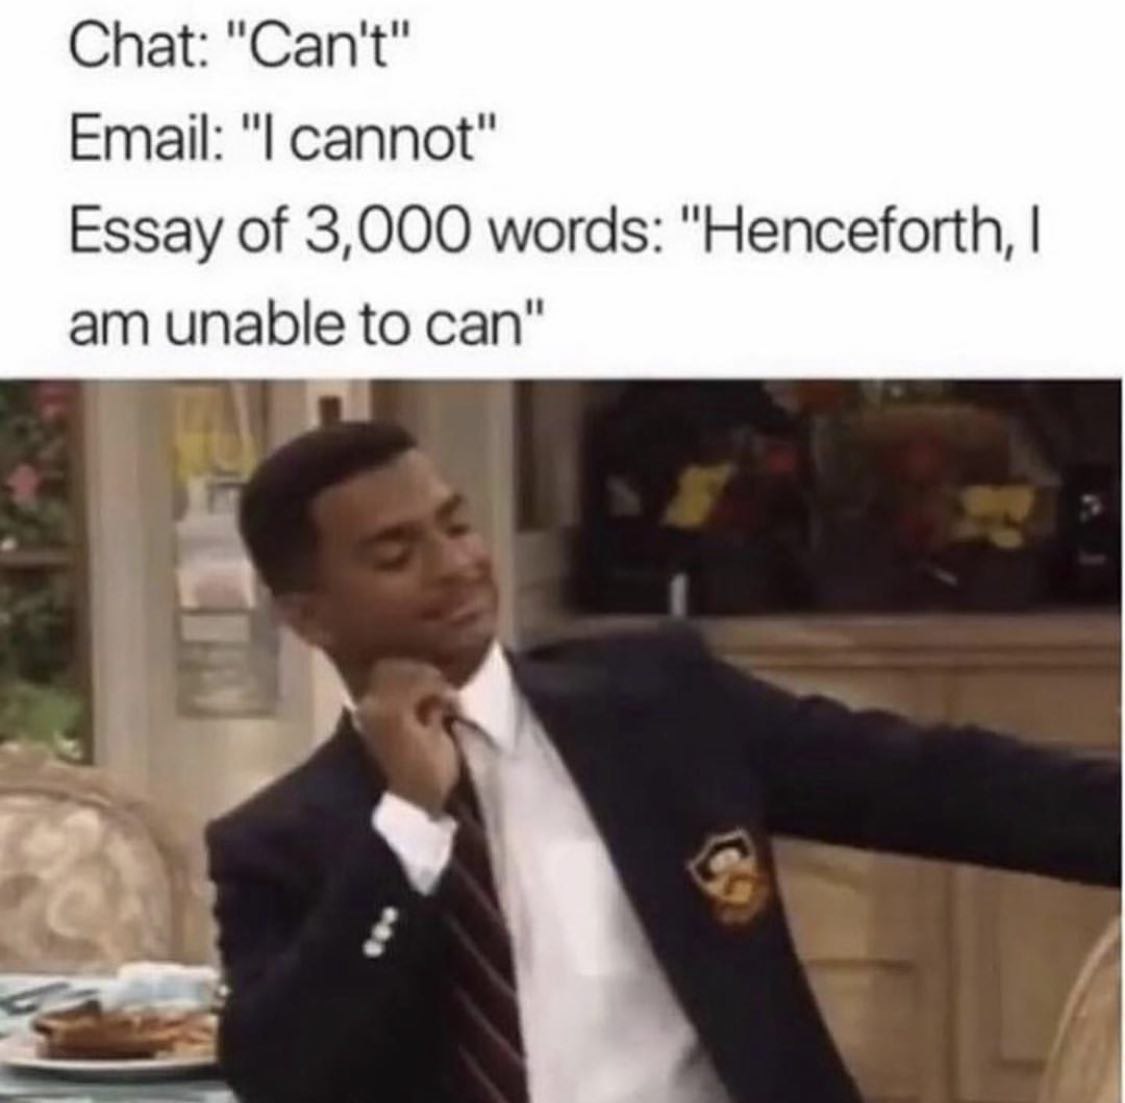 Chat: "Can't"
Email: "I cannot"
Essay of 3,000 words: "Henceforth, I
am unable to can"